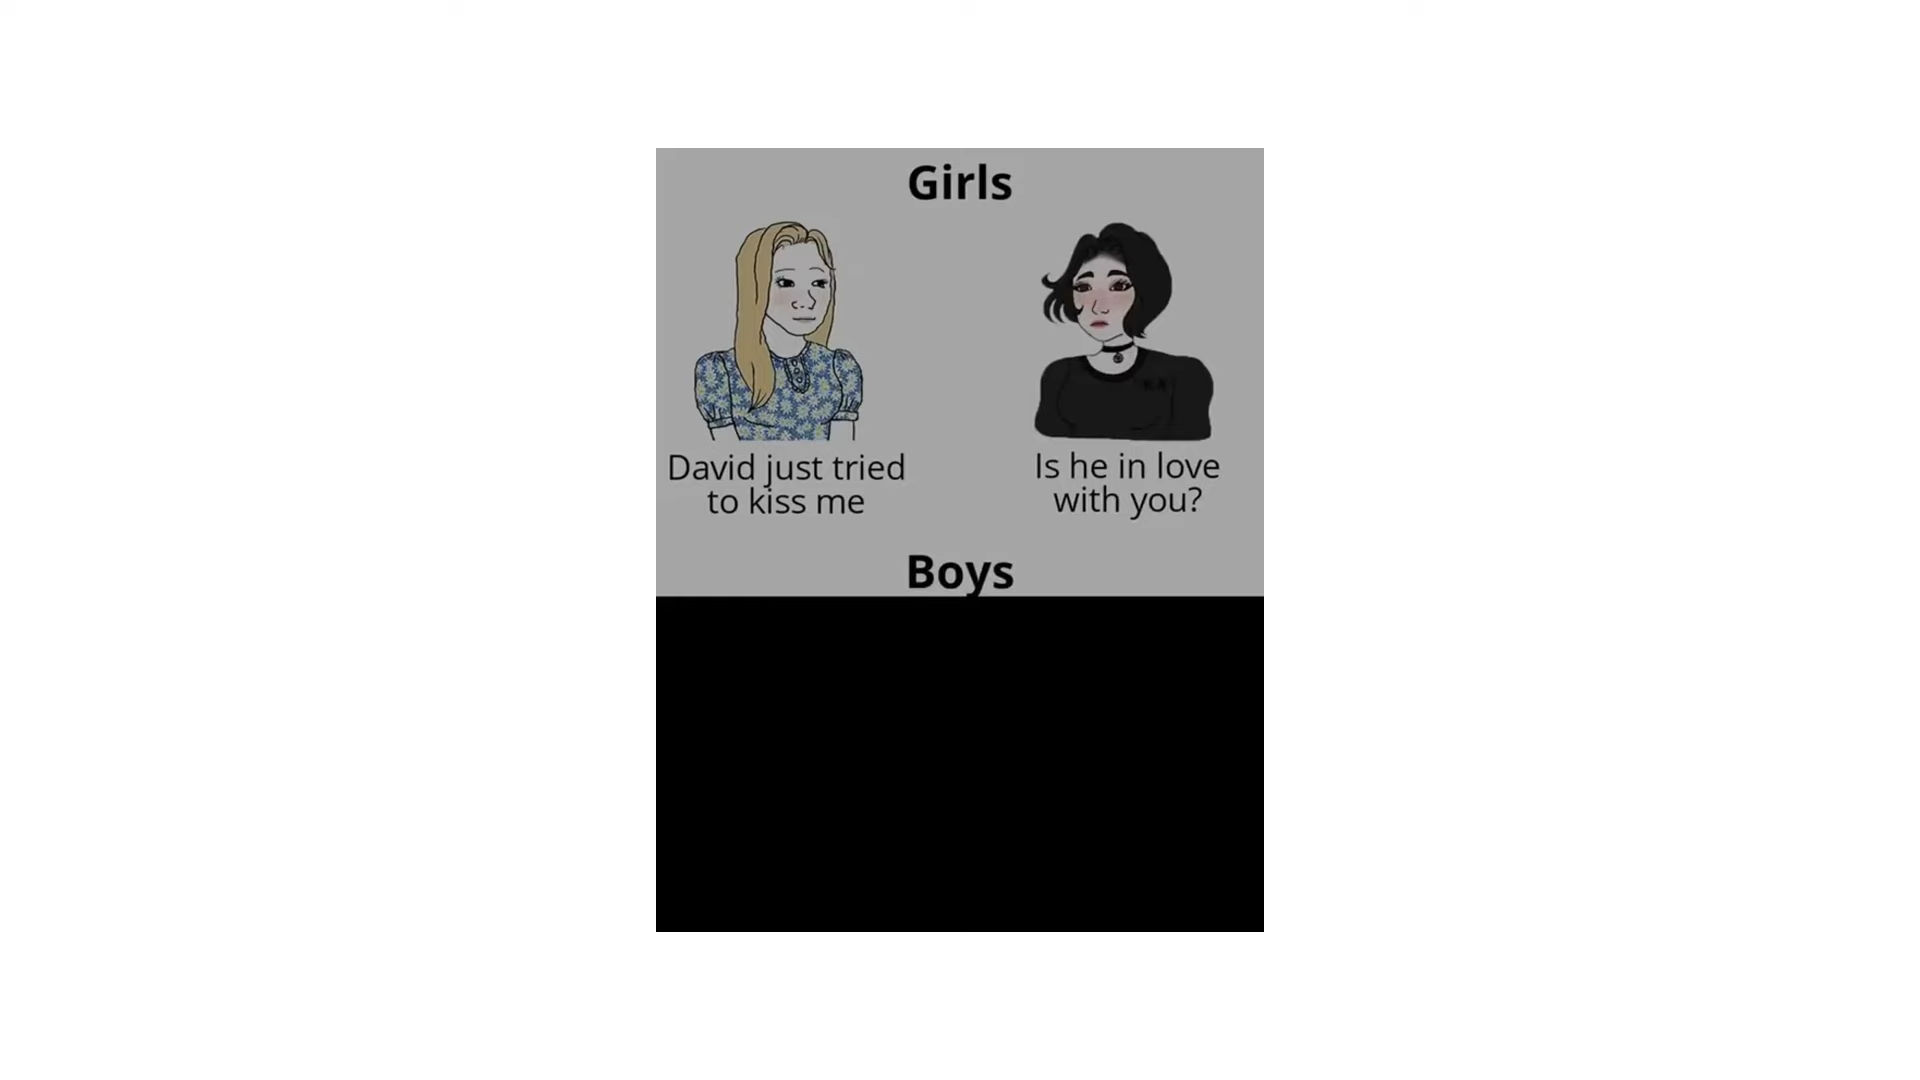 Girls
David just tried
to kiss me
Is he in love
with you?
Boys